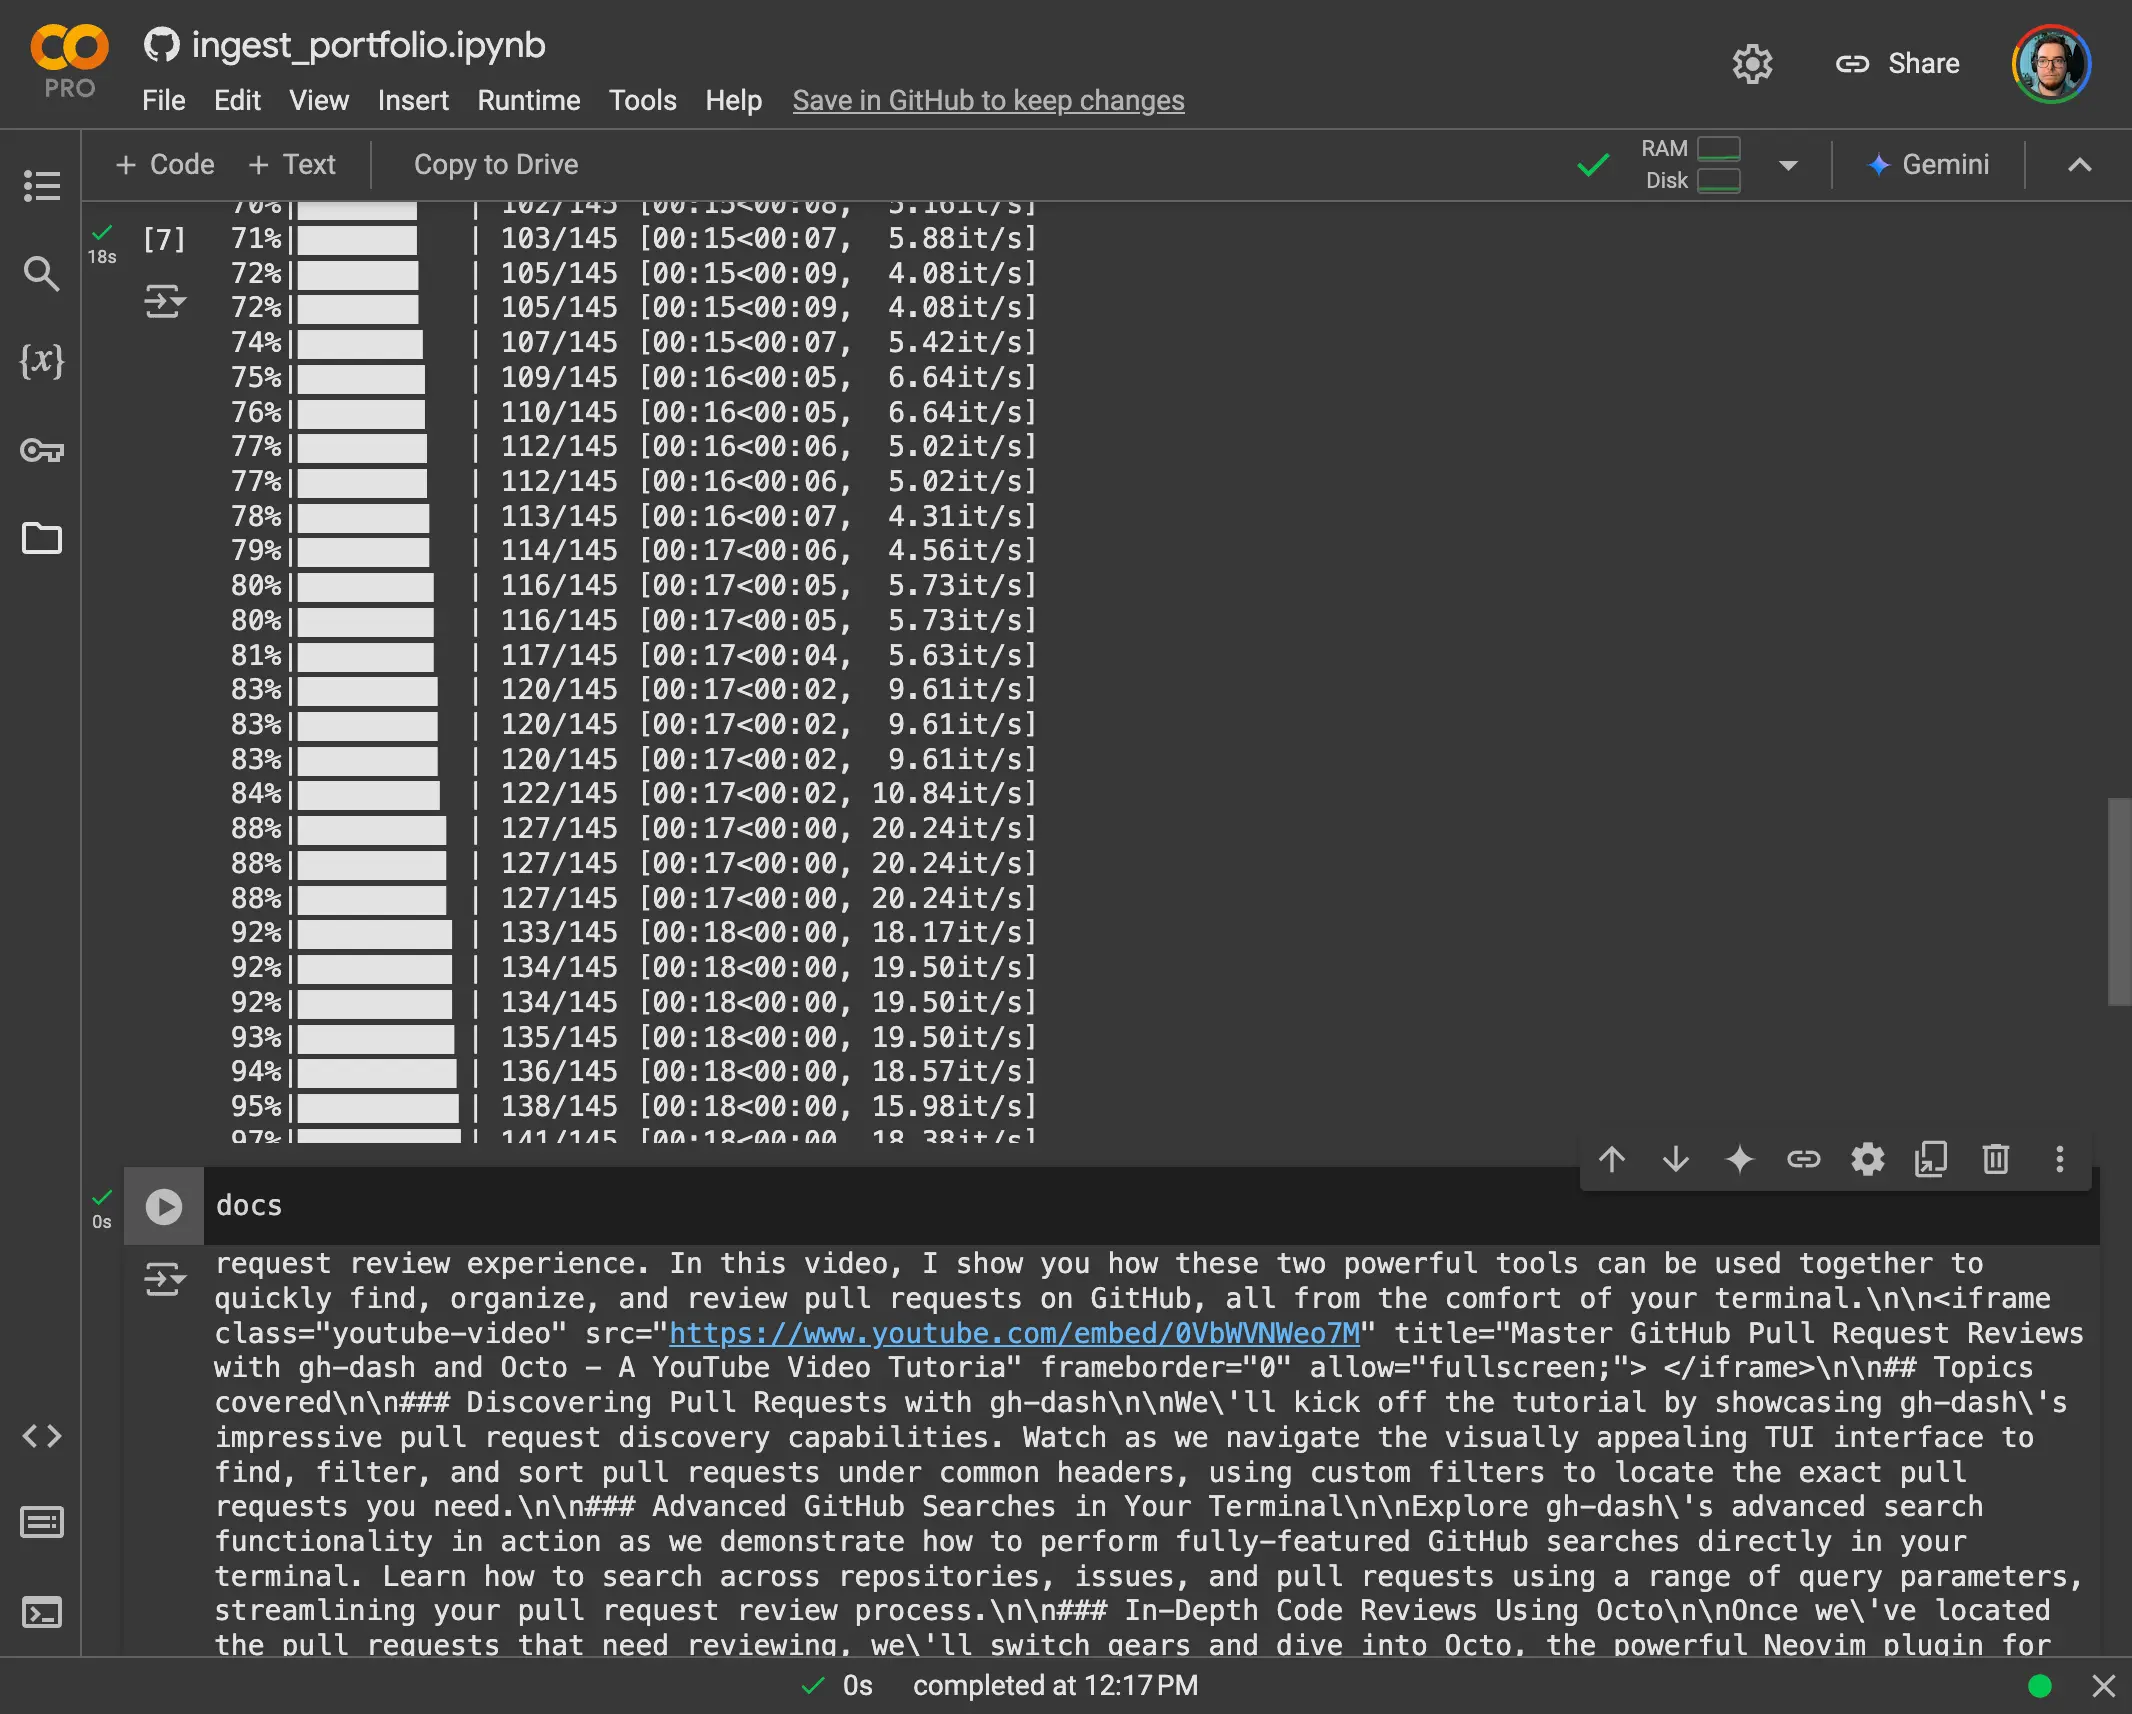 ingest_portfolio.ipynb
PRO
File Edit View Insert Runtime Tools Help Save in GitHub to keep changes
Share
+ Code + Text Copy to Drive
RAM
Disk
Gemini
70%| | 102/145 [00:15<00:08, 5.16it/s]
18s
[7]
71%| | 103/145 [00:15<00:07, 5.88it/s]
72%| | 105/145 [00:15<00:09, 4.08it/s]
72%| | 105/145 [00:15<00:09, 4.08it/s]
74%| | 107/145 [00:15<00:07, 5.42it/s]
75%| | 109/145 [00:16<00:05, 6.64it/s]
76%| | 110/145 [00:16<00:05, 6.64it/s]
77%| | 112/145 [00:16<00:06, 5.02it/s]
77%| | 112/145 [00:16<00:06, 5.02it/s]
78%| | 113/145 [00:16<00:07, 4.31it/s]
79%| | 114/145 [00:17<00:06, 4.56it/s]
80%| | 116/145 [00:17<00:05, 5.73it/s]
80%| | 116/145 [00:17<00:05, 5.73it/s]
81%| | 117/145 [00:17<00:04, 5.63it/s]
83%| | 120/145 [00:17<00:02, 9.61it/s]
83%| | 120/145 [00:17<00:02, 9.61it/s]
83%| | 120/145 [00:17<00:02, 9.61it/s]
84%| | 122/145 [00:17<00:02, 10.84it/s]
88%| | 127/145 [00:17<00:00, 20.24it/s]
88%| | 127/145 [00:17<00:00, 20.24it/s]
88%| | 127/145 [00:17<00:00, 20.24it/s]
92%| | 133/145 [00:18<00:00, 18.17it/s]
92%| | 134/145 [00:18<00:00, 19.50it/s]
92%| | 134/145 [00:18<00:00, 19.50it/s]
93%| | 135/145 [00:18<00:00, 19.50it/s]
94%| | 136/145 [00:18<00:00, 18.57it/s]
95%| | 138/145 [00:18<00:00, 15.98it/s]
97%| | 141/145 [00:18<00:00, 18.38it/s]
0s
docs
request review experience. In this video, I show you how these two powerful tools can be used together to
quickly find, organize, and review pull requests on GitHub, all from the comfort of your terminal.\n\n<iframe
class="youtube-video" src="https://www.youtube.com/embed/0VbWVNWeo7M" title="Master GitHub Pull Request Reviews
with gh-dash and Octo - A YouTube Video Tutoria" frameborder="0" allow="fullscreen;"> </iframe>\n\n## Topics
covered\n\n### Discovering Pull Requests with gh-dash\n\nWe\'ll kick off the tutorial by showcasing gh-dash\'s
impressive pull request discovery capabilities. Watch as we navigate the visually appealing TUI interface to
find, filter, and sort pull requests under common headers, using custom filters to locate the exact pull
requests you need.\n\n### Advanced GitHub Searches in Your Terminal\n\nExplore gh-dash\'s advanced search
functionality in action as we demonstrate how to perform fully-featured GitHub searches directly in your
terminal. Learn how to search across repositories, issues, and pull requests using a range of query parameters,
streamlining your pull request review process.\n\n### In-Depth Code Reviews Using Octo\n\nOnce we\'ve located
the pull requests that need reviewing, we\'ll switch gears and dive into Octo, the powerful Neovim plugin for
0s completed at 12:17 PM